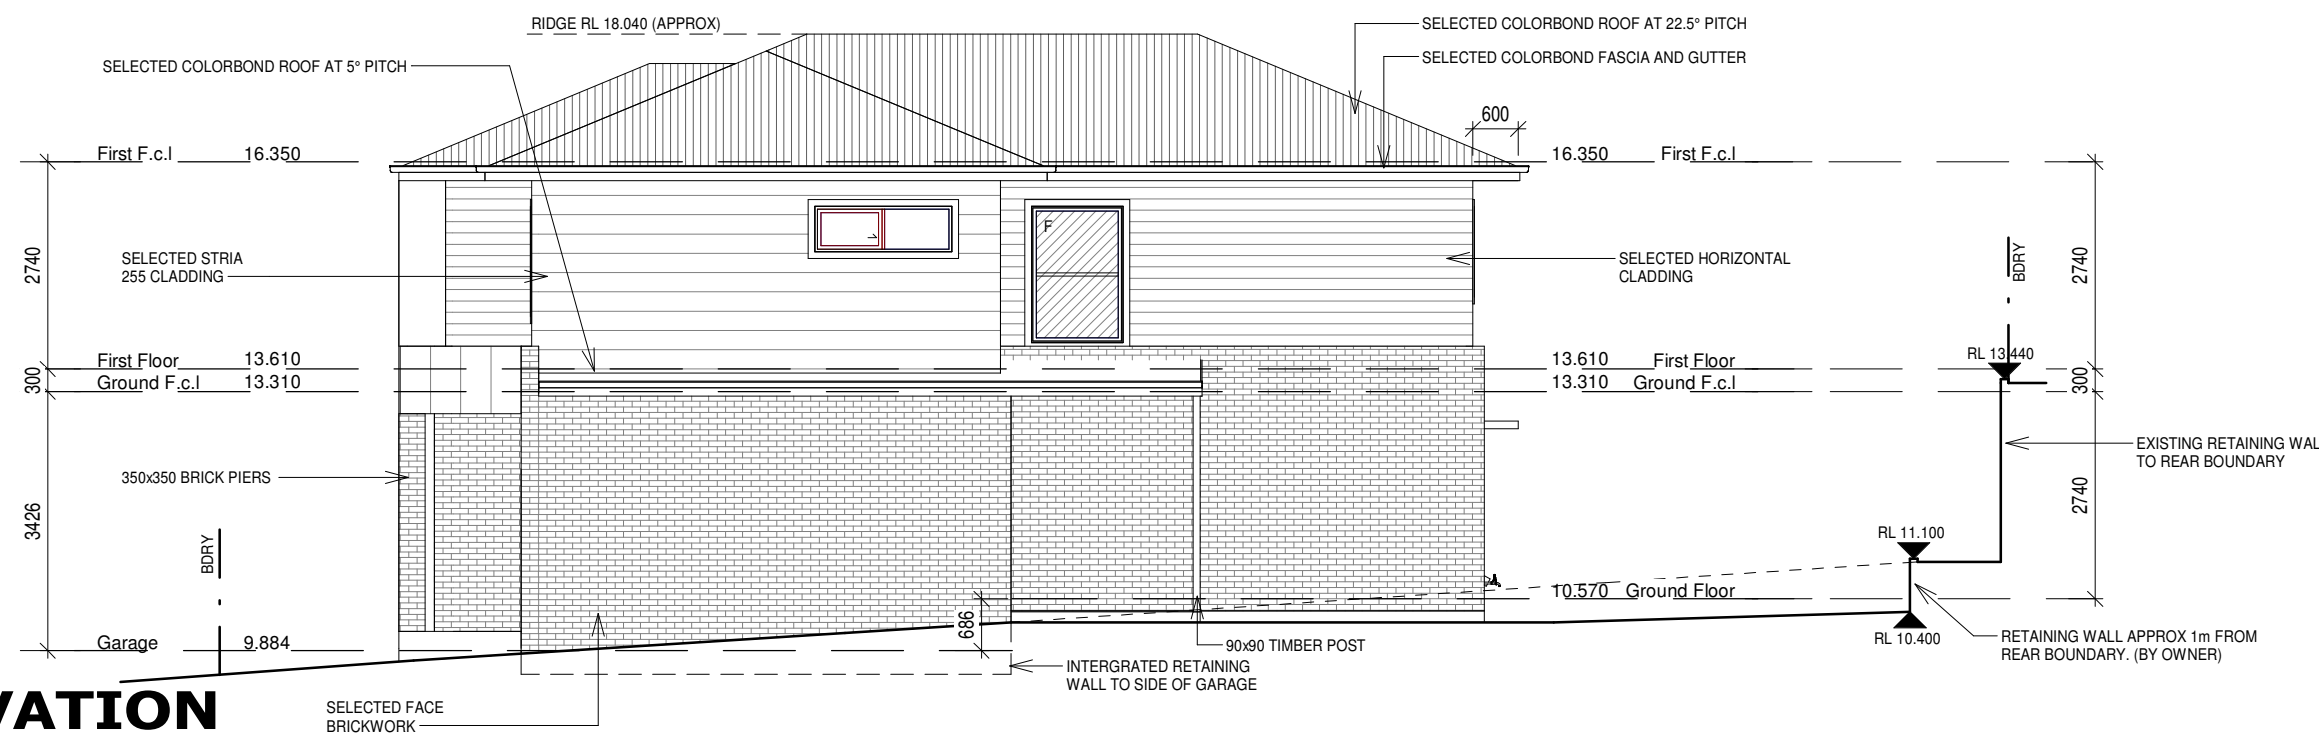 RIDGE RL 18.040 (APPROX)
SELECTED COLORBOND ROOF AT 22.5° PITCH
SELECTED COLORBOND FASCIA AND GUTTER
SELECTED COLORBOND ROOF AT 5° PITCH
600
First F.c.l 16.350
16.350 First F.c.l
2740
SELECTED STRIA
255 CLADDING
F
SELECTED HORIZONTAL
CLADDING
BDRY
2740
First Floor 13.610
13.610 First Floor
RL 13.440
300
Ground F.c.l 13.310
13.310 Ground F.c.l
300
350x350 BRICK PIERS
EXISTING RETAINING WAL
TO REAR BOUNDARY
3426
2740
BDRY
RL 11.100
10.570 Ground Floor
686
Garage 9.884
90x90 TIMBER POST
RL 10.400
RETAINING WALL APPROX 1m FROM
REAR BOUNDARY. (BY OWNER)
INTERGRATED RETAINING
WALL TO SIDE OF GARAGE
VATION
SELECTED FACE
BRICKWORK